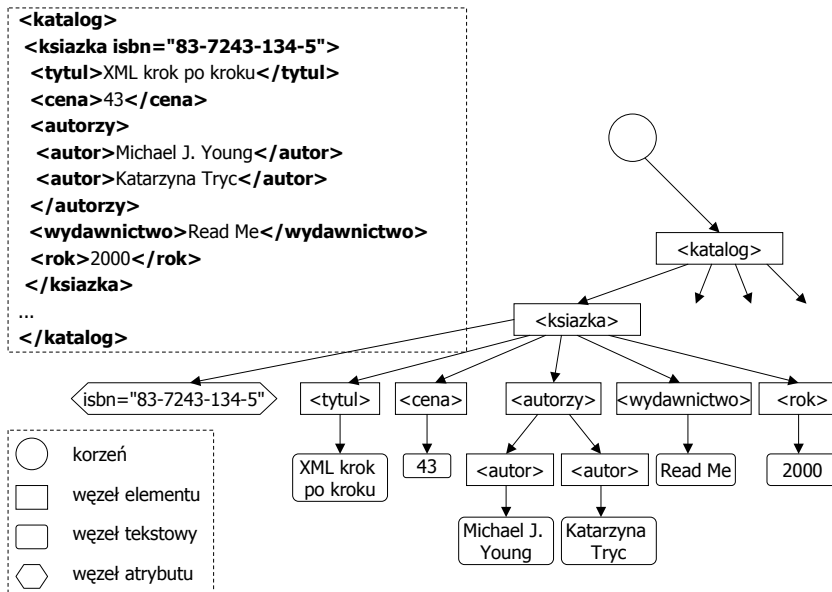 <katalog>
<ksiazka isbn="83-7243-134-5">
<tytul>XML krok po kroku</tytul>
<cena>43</cena>
<autorzy>
<autor>Michael J. Young</autor>
<autor>Katarzyna Tryc</autor>
</autorzy>
<wydawnictwo>Read Me</wydawnictwo>
<rok>2000</rok>
</ksiazka>
...
</katalog>
<katalog>
<ksiazka>
isbn="83-7243-134-5"
<tytul>
<cena>
<autorzy>
<wydawnictwo>
<rok>
XML krok
po kroku
43
<autor>
<autor>
Read Me
2000
Michael J.
Young
Katarzyna
Tryc
korzeń
węzeł elementu
węzeł tekstowy
węzeł atrybutu